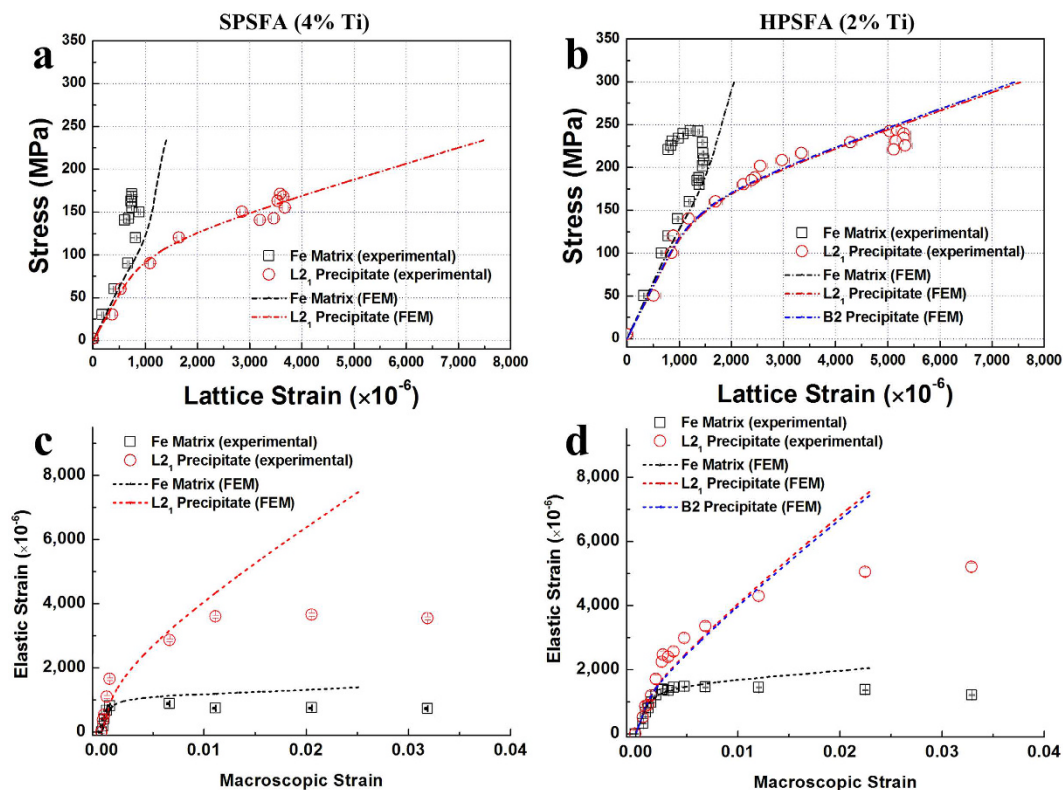 SPSFA (4% Ti)
HPSFA (2% Ti)
a
350
300
250
200
150
100
50
0
Stress (MPa)
Fe Matrix (experimental)
L2₁ Precipitate (experimental)
Fe Matrix (FEM)
L2₁ Precipitate (FEM)
0 1,000 2,000 3,000 4,000 5,000 6,000 7,000 8,000
Lattice Strain (×10⁻⁶)
b
350
300
250
200
150
100
50
0
Stress (MPa)
Fe Matrix (experimental)
L2₁ Precipitate (experimental)
Fe Matrix (FEM)
L2₁ Precipitate (FEM)
B2 Precipitate (FEM)
0 1,000 2,000 3,000 4,000 5,000 6,000 7,000 8,000
Lattice Strain (×10⁻⁶)
c
Fe Matrix (experimental)
L2₁ Precipitate (experimental)
Fe Matrix (FEM)
L2₁ Precipitate (FEM)
8,000
6,000
4,000
2,000
0
Elastic Strain (×10⁻⁶)
0.00 0.01 0.02 0.03 0.04
Macroscopic Strain
d
Fe Matrix (experimental)
L2₁ Precipitate (experimental)
Fe Matrix (FEM)
L2₁ Precipitate (FEM)
B2 Precipitate (FEM)
8,000
6,000
4,000
2,000
0
Elastic Strain (×10⁻⁶)
0.00 0.01 0.02 0.03 0.04
Macroscopic Strain